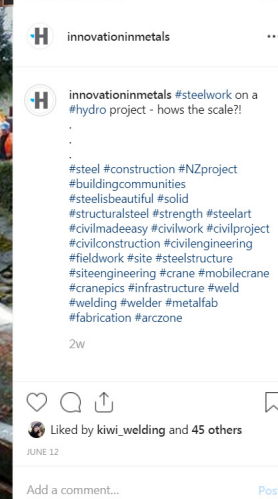 innovationinmetals
innovationinmetals #steelwork on a
#hydro project - hows the scale?!
.
.
.
#steel #construction #NZproject
#buildingcommunities
#steelisbeautiful #solid
#structuralsteel #strength #steelart
#civilmadeeasy #civilwork #civilproject
#civilconstruction #civilengineering
#fieldwork #site #steelstructure
#siteengineering #crane #mobilecrane
#cranepics #infrastructure #weld
#welding #welder #metalfab
#fabrication #arczone
2w
Liked by kiwi_welding and 45 others
JUNE 12
Add a comment...
Pos